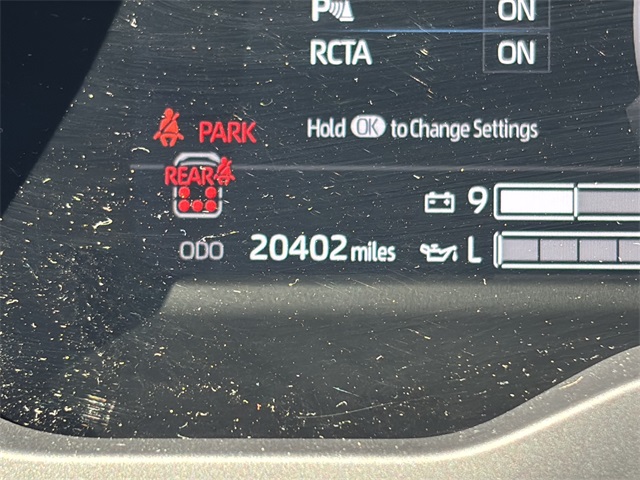 P ON
RCTA ON
PARK Hold OK to Change Settings
REAR
9
ODO 20402 miles L